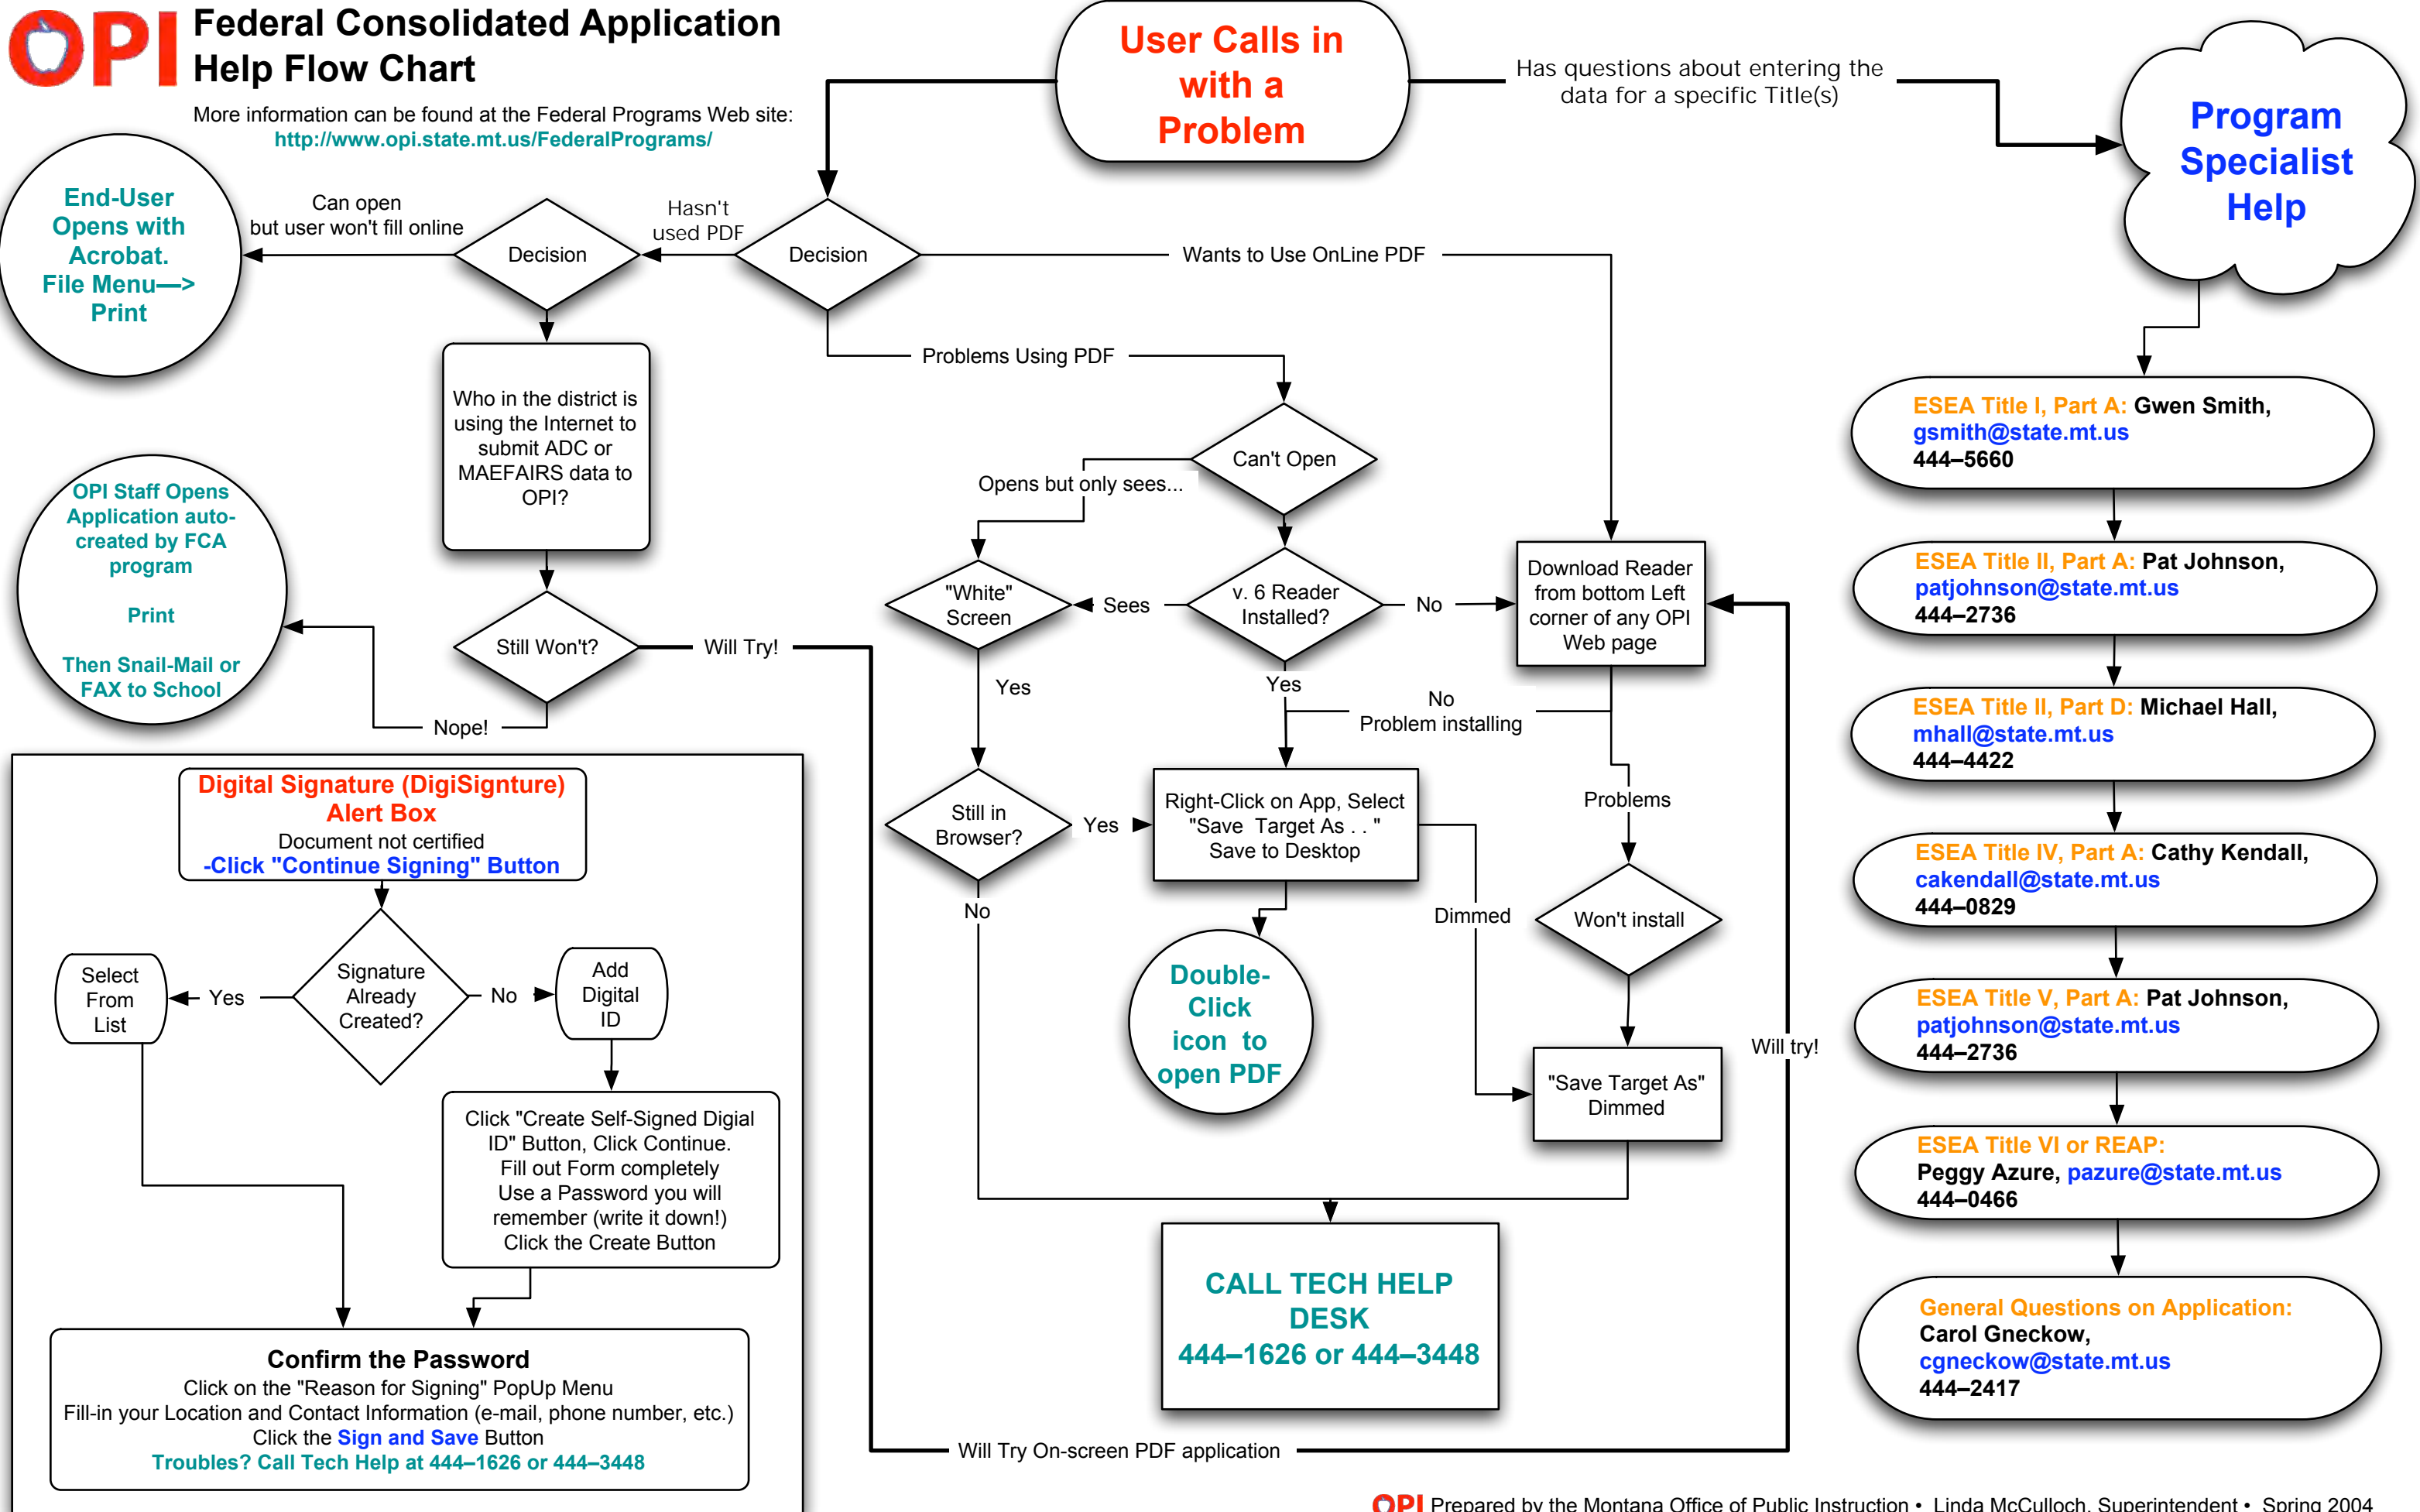 OPI
Federal Consolidated Application
Help Flow Chart
More information can be found at the Federal Programs Web site:
http://www.opi.state.mt.us/FederalPrograms/
User Calls in
with a
Problem
Has questions about entering the
data for a specific Title(s)
Program
Specialist
Help
End-User
Opens with
Acrobat.
File Menu—>
Print
Can open
but user won't fill online
Decision
Hasn't
used PDF
Decision
Wants to Use OnLine PDF
Problems Using PDF
Who in the district is
using the Internet to
submit ADC or
MAEFAIRS data to
OPI?
Can't Open
Opens but only sees...
OPI Staff Opens
Application auto-
created by FCA
program
Print
Then Snail-Mail or
FAX to School
Still Won't?
Will Try!
Nope!
"White"
Screen
Sees
v. 6 Reader
Installed?
No
Download Reader
from bottom Left
corner of any OPI
Web page
Yes
Yes
No
Problem installing
Problems
Still in
Browser?
Yes
Right-Click on App, Select
"Save Target As . . "
Save to Desktop
No
Dimmed
Won't install
Double-
Click
icon to
open PDF
"Save Target As"
Dimmed
Will try!
CALL TECH HELP
DESK
444–1626 or 444–3448
Will Try On-screen PDF application
Digital Signature (DigiSignture)
Alert Box
Document not certified
-Click "Continue Signing" Button
Select
From
List
Yes
Signature
Already
Created?
No
Add
Digital
ID
Click "Create Self-Signed Digial
ID" Button, Click Continue.
Fill out Form completely
Use a Password you will
remember (write it down!)
Click the Create Button
Confirm the Password
Click on the "Reason for Signing" PopUp Menu
Fill-in your Location and Contact Information (e-mail, phone number, etc.)
Click the Sign and Save Button
Troubles? Call Tech Help at 444–1626 or 444–3448
ESEA Title I, Part A: Gwen Smith,
gsmith@state.mt.us
444–5660
ESEA Title II, Part A: Pat Johnson,
patjohnson@state.mt.us
444–2736
ESEA Title II, Part D: Michael Hall,
mhall@state.mt.us
444–4422
ESEA Title IV, Part A: Cathy Kendall,
cakendall@state.mt.us
444–0829
ESEA Title V, Part A: Pat Johnson,
patjohnson@state.mt.us
444–2736
ESEA Title VI or REAP:
Peggy Azure, pazure@state.mt.us
444–0466
General Questions on Application:
Carol Gneckow,
cgneckow@state.mt.us
444–2417
OPI Prepared by the Montana Office of Public Instruction • Linda McCulloch, Superintendent • Spring 2004